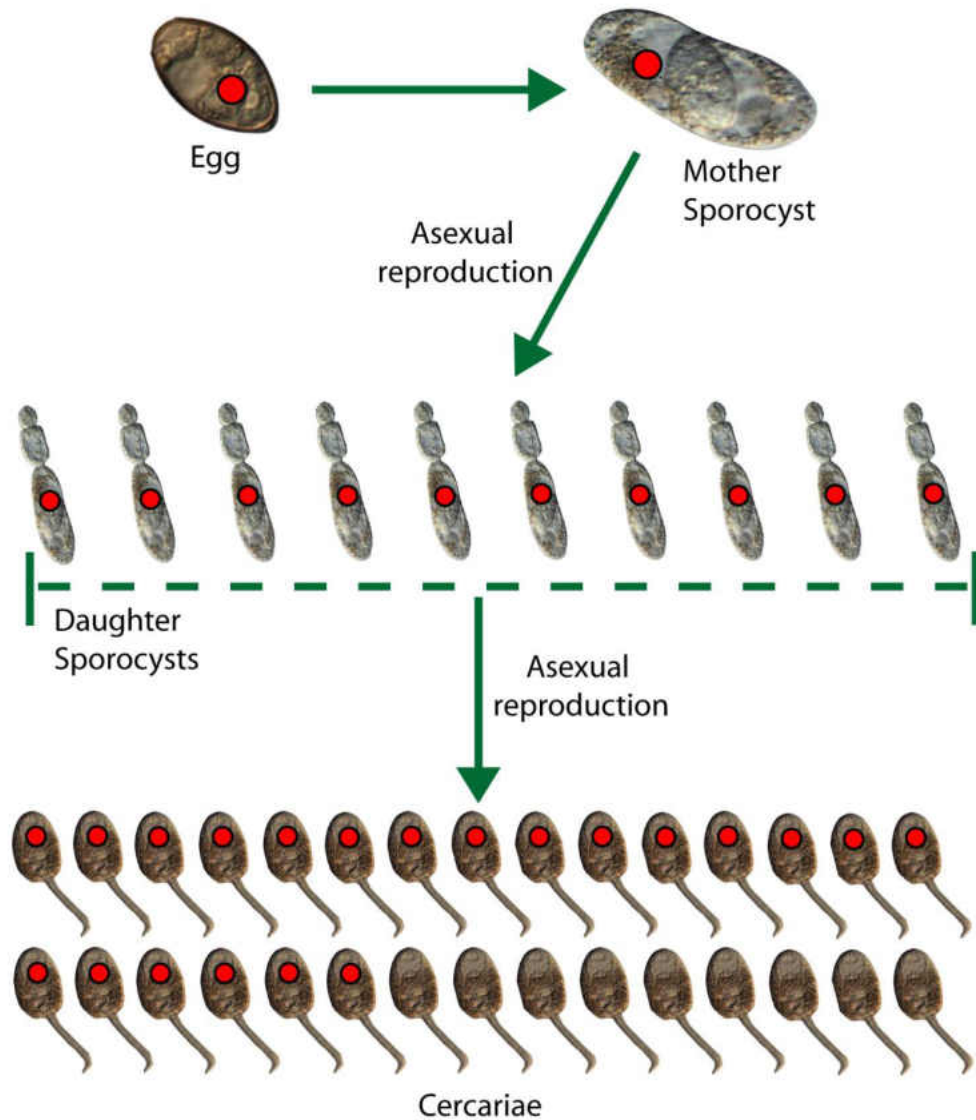 Egg
Mother
Sporocyst
Asexual
reproduction
Daughter
Sporocysts
Asexual
reproduction
Cercariae